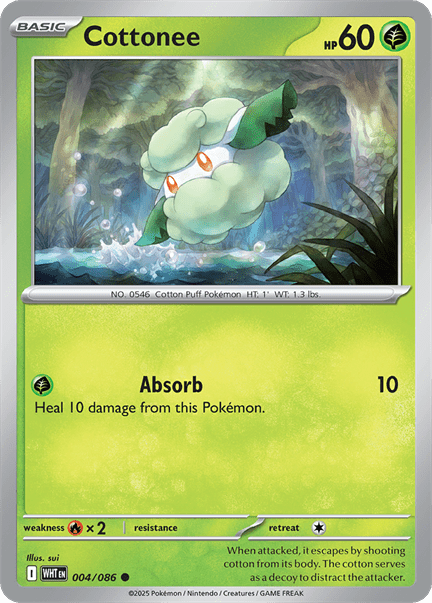 BASIC
Cottonee
HP 60
NO. 0546 Cotton Puff Pokémon HT: 1' WT: 1.3 lbs.
Absorb 10
Heal 10 damage from this Pokémon.
weakness ×2 resistance retreat
Illus. sui
When attacked, it escapes by shooting
cotton from its body. The cotton serves
as a decoy to distract the attacker.
I WHT EN 004/086
©2025 Pokémon / Nintendo / Creatures / GAME FREAK